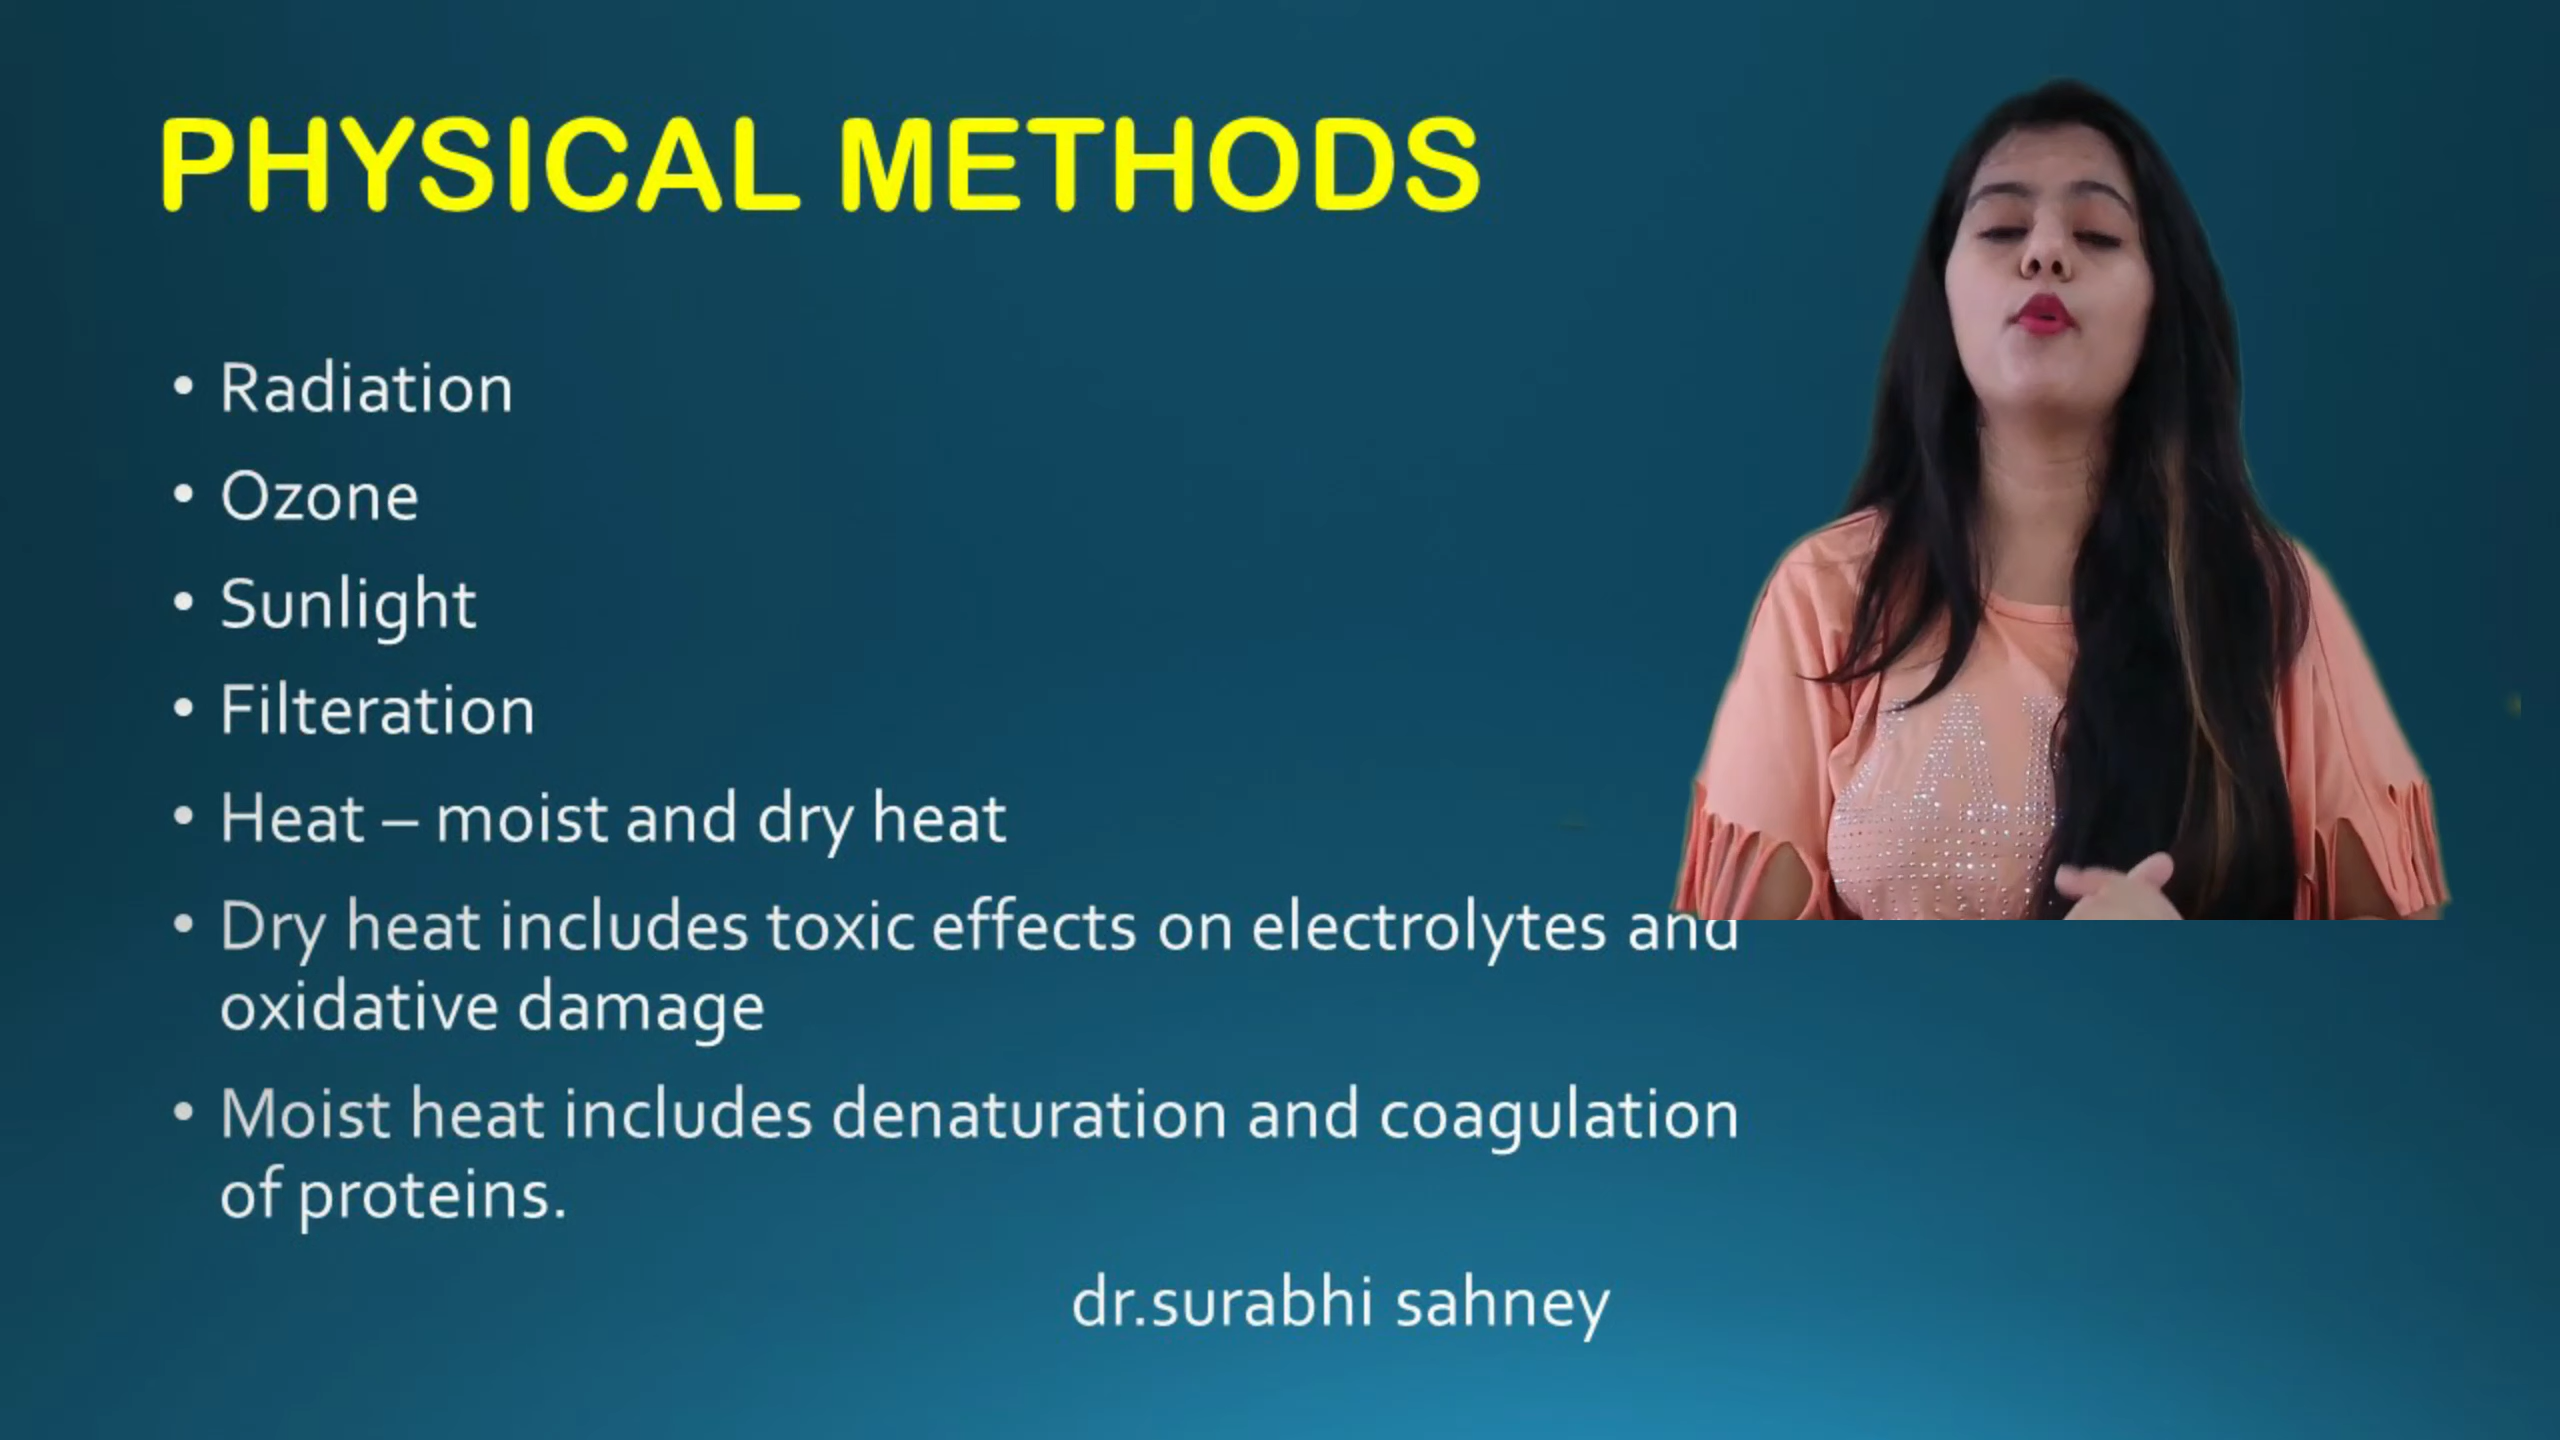 PHYSICAL METHODS
• Radiation
• Ozone
• Sunlight
• Filteration
• Heat – moist and dry heat
• Dry heat includes toxic effects on electrolytes and
oxidative damage
• Moist heat includes denaturation and coagulation
of proteins.
dr.surabhi sahney